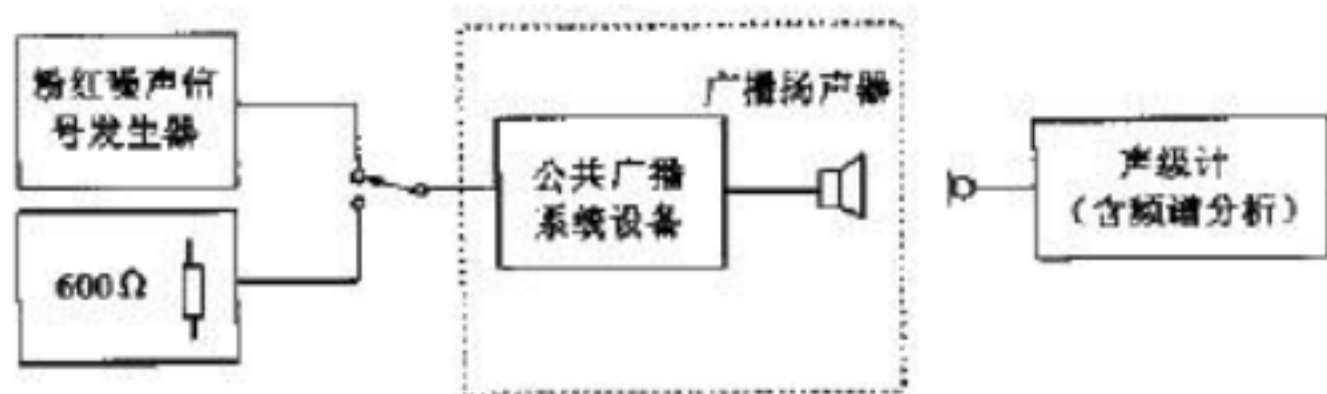 粉红噪声信
号发生器
600Ω
广播扬声器
公共广播
系统设备
声级计
(含频谱分析)